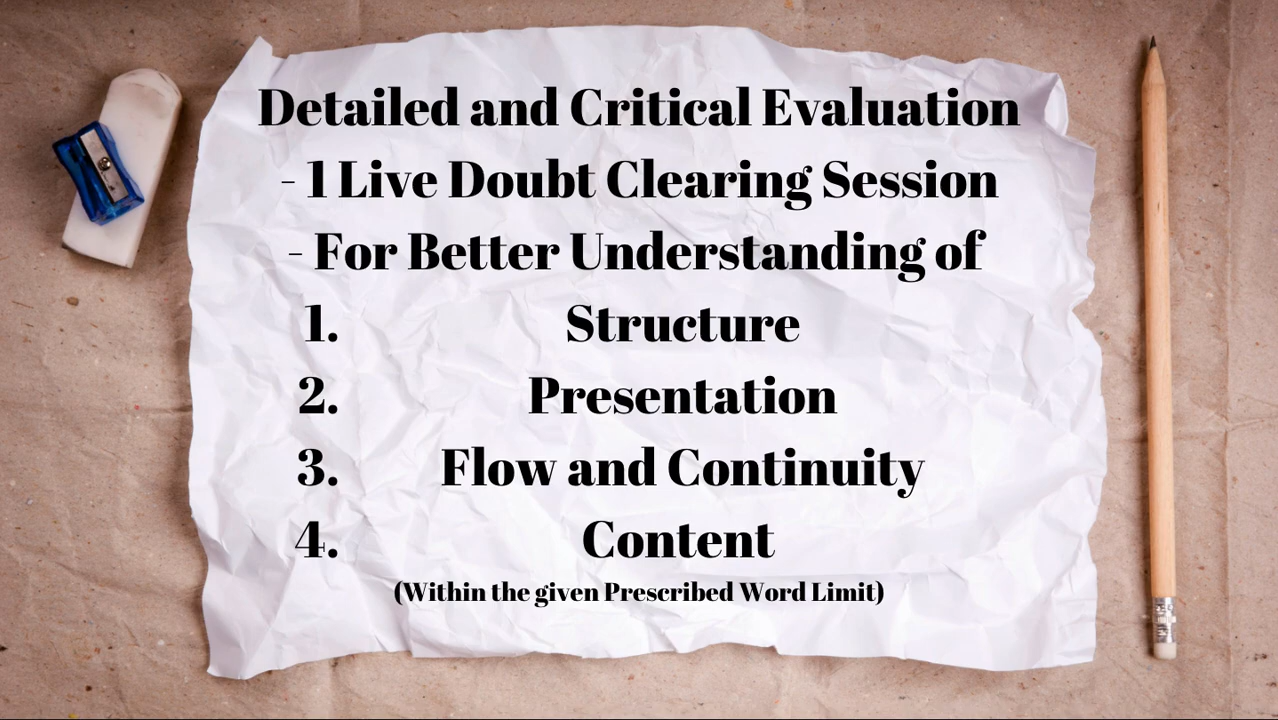 Detailed and Critical Evaluation
- 1 Live Doubt Clearing Session
- For Better Understanding of
1. Structure
2. Presentation
3. Flow and Continuity
4. Content
(Within the given Prescribed Word Limit)